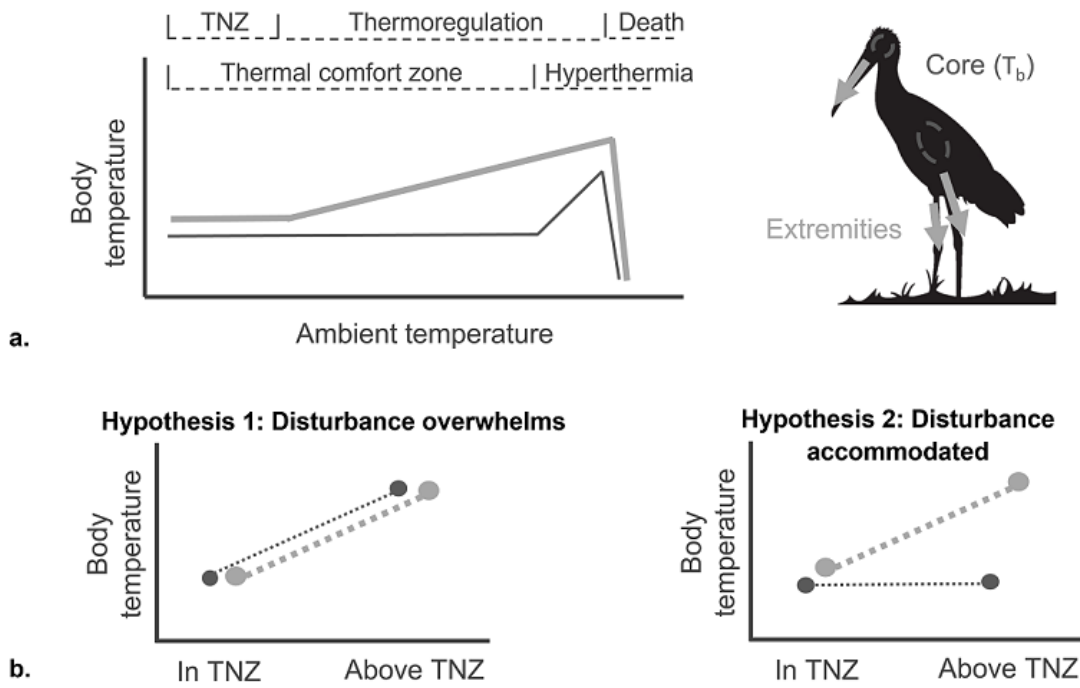 TNZ Thermoregulation Death
Thermal comfort zone Hyperthermia
Body
temperature
Ambient temperature
Core (Tb)
Extremities
a.
Hypothesis 1: Disturbance overwhelms
Body
temperature
In TNZ Above TNZ
Hypothesis 2: Disturbance
accommodated
Body
temperature
In TNZ Above TNZ
b.